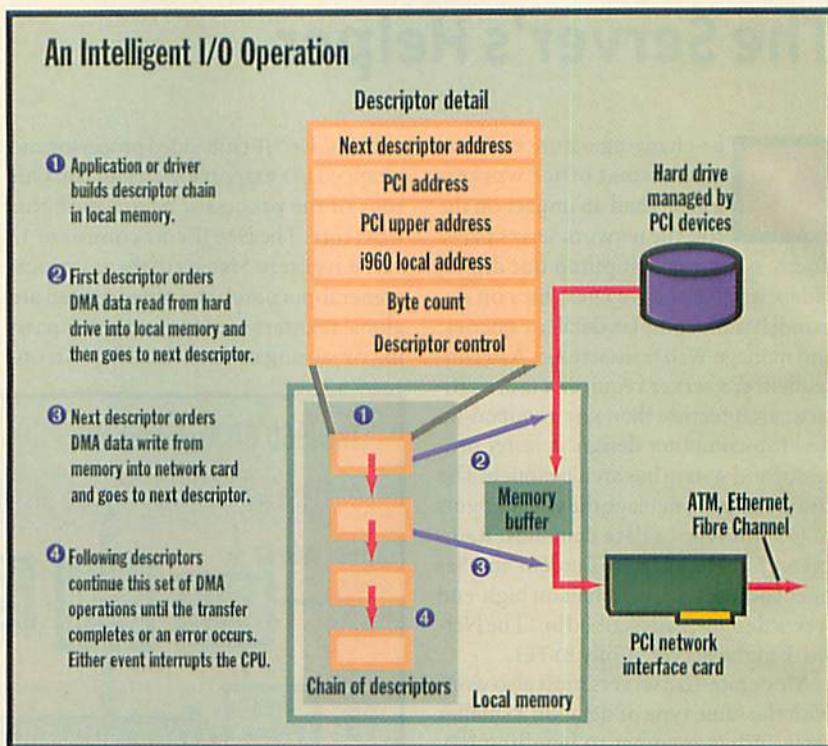 The Server's Helper
An Intelligent I/O Operation
1 Application or driver
builds descriptor chain
in local memory.
2 First descriptor orders
DMA data read from hard
drive into local memory and
then goes to next descriptor.
3 Next descriptor orders
DMA data write from
memory into network card
and goes to next descriptor.
4 Following descriptors
continue this set of DMA
operations until the transfer
completes or an error occurs.
Either event interrupts the CPU.
Descriptor detail
Next descriptor address
PCI address
PCI upper address
i960 local address
Byte count
Descriptor control
1
2
3
4
Chain of descriptors
Local memory
Memory
buffer
Hard drive
managed by
PCI devices
ATM, Ethernet,
Fibre Channel
PCI network
interface card